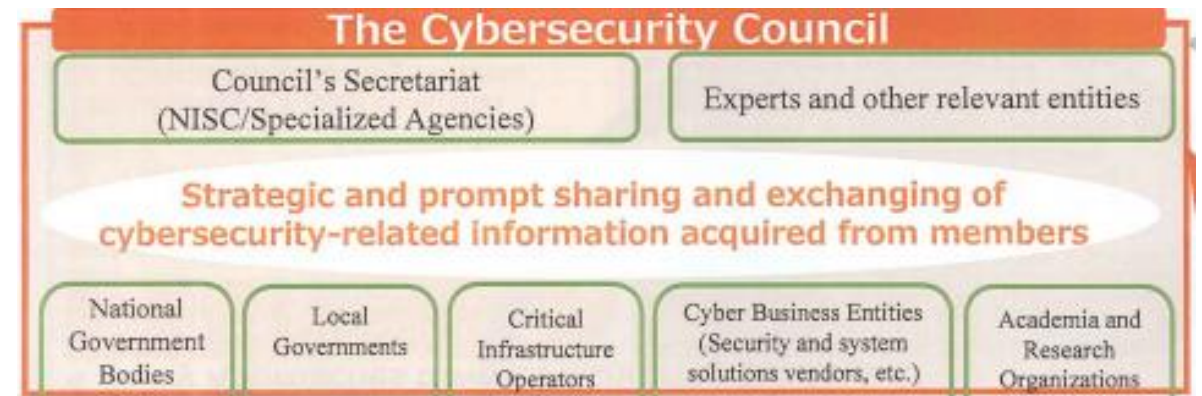 The Cybersecurity Council
Council's Secretariat
(NISC/Specialized Agencies)
Experts and other relevant entities
Strategic and prompt sharing and exchanging of
cybersecurity-related information acquired from members
National
Government
Bodies
Local
Governments
Critical
Infrastructure
Operators
Cyber Business Entities
(Security and system
solutions vendors, etc.)
Academia and
Research
Organizations